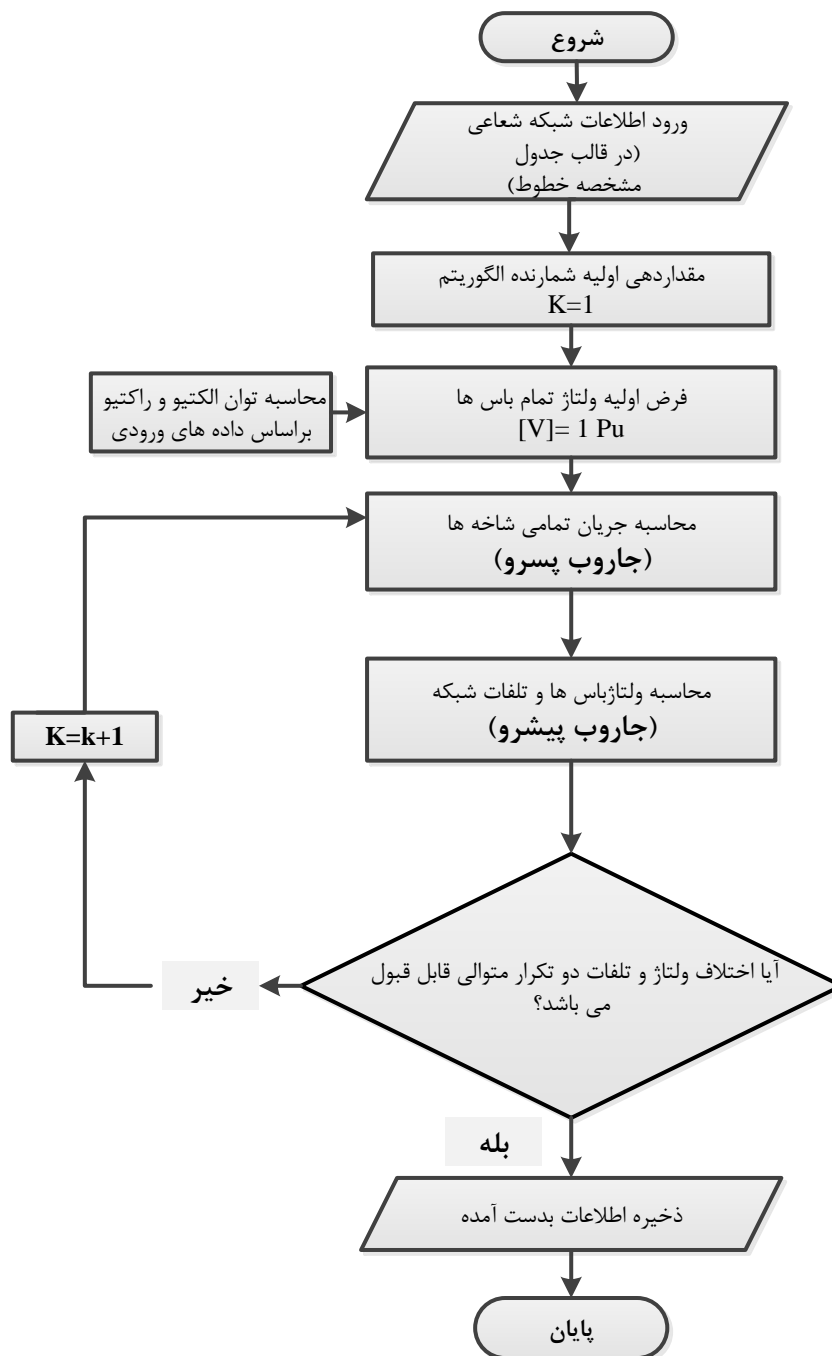 شروع
ورود اطلاعات شبکه شعاعی
(در قالب جدول
مشخصه خطوط)
مقداردهی اولیه شمارنده الگوریتم
K=1
محاسبه توان الکتیو و راکتیو
براساس داده های ورودی
فرض اولیه ولتاژ تمام باس ها
[V]= 1 Pu
محاسبه جریان تمامی شاخه ها
(جاروب پسرو)
محاسبه ولتاژباس ها و تلفات شبکه
(جاروب پیشرو)
K=k+1
آیا اختلاف ولتاژ و تلفات دو تکرار متوالی قابل قبول
می باشد؟
خیر
بله
ذخیره اطلاعات بدست آمده
پایان